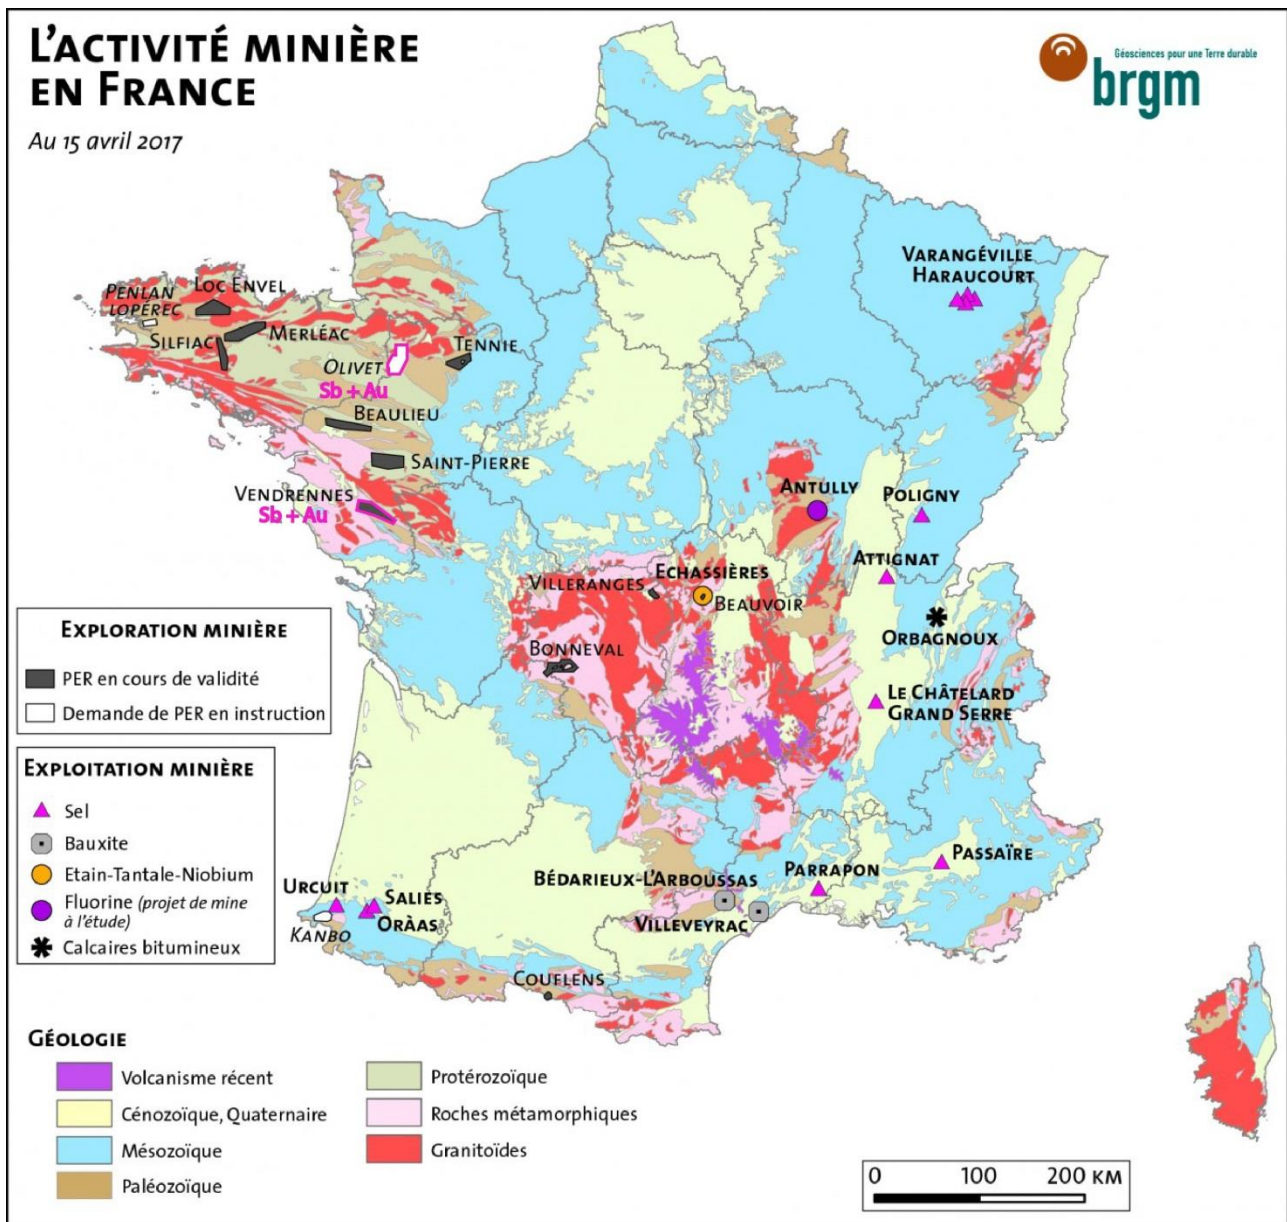 L'ACTIVITÉ MINIÈRE
EN FRANCE
Au 15 avril 2017
Géosciences pour une Terre durable
brgm
VARANGÉVILLE
HARAUCOURT
PENLAN
LOPÉREC
LOC ENVEL
SILFIAC
MERLÉAC
OLIVET
Sb + Au
TENNIE
BEAULIEU
SAINT-PIERRE
VENDRENNES
Sb + Au
ANTULLY
POLIGNY
ATTIGNAT
VILLERANGES
ECHASSIÈRES
BEAUVOIR
ORBAGNOUX
BONNEVAL
LE CHÂTELARD
GRAND SERRE
EXPLORATION MINIÈRE
PER en cours de validité
Demande de PER en instruction
EXPLOITATION MINIÈRE
Sel
Bauxite
Etain-Tantale-Niobium
Fluorine (projet de mine
à l'étude)
Calcaires bitumineux
URCUIT
SALIES
ORÀAS
KANBO
BÉDARIEUX-L'ARBOUSSAS
VILLEVEYRAC
PARRAPON
PASSAÏRE
COUFLENS
GÉOLOGIE
Volcanisme récent
Cénozoïque, Quaternaire
Mésozoïque
Paléozoïque
Protérozoïque
Roches métamorphiques
Granitoïdes
0 100 200 KM